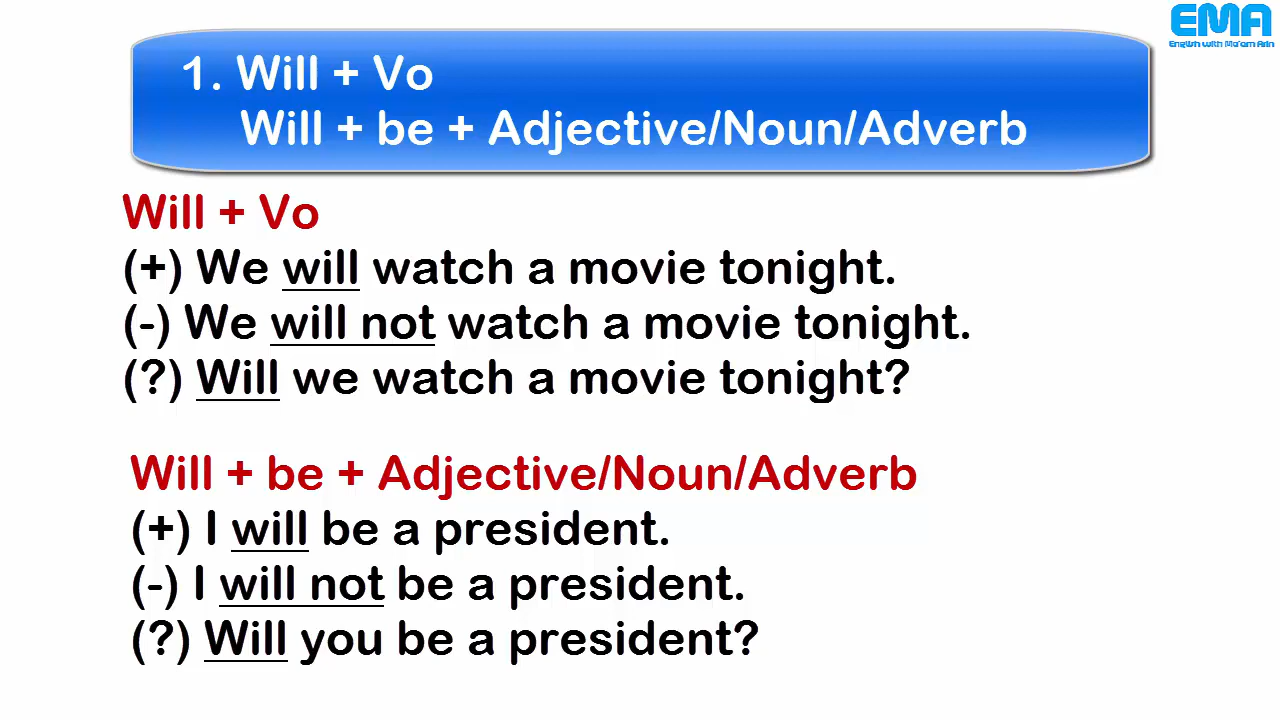 EMA
English with Ma'am Arin
1. Will + Vo
Will + be + Adjective/Noun/Adverb
Will + Vo
(+) We will watch a movie tonight.
(-) We will not watch a movie tonight.
(?) Will we watch a movie tonight?
Will + be + Adjective/Noun/Adverb
(+) I will be a president.
(-) I will not be a president.
(?) Will you be a president?